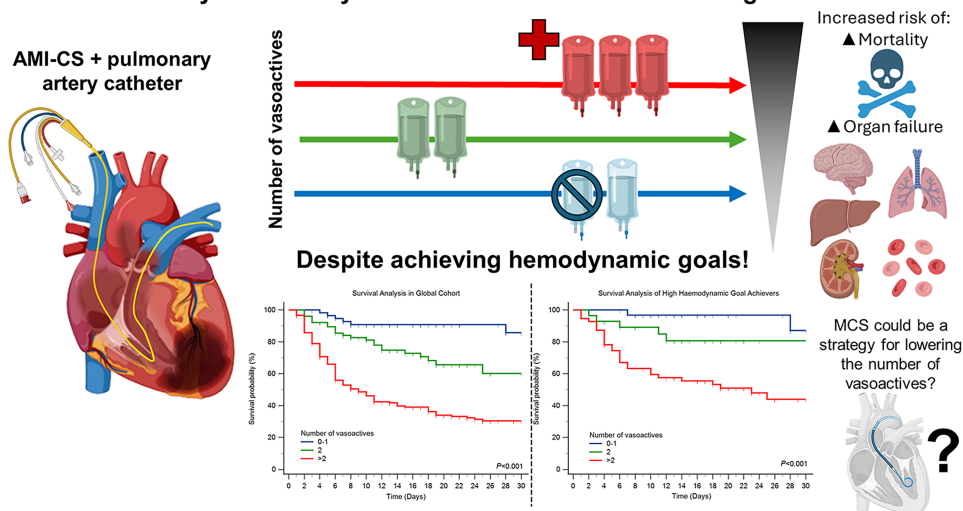 AMI-CS + pulmonary
artery catheter
Number of vasoactives
Increased risk of:
▲Mortality
▲Organ failure
Despite achieving hemodynamic goals!
Survival Analysis in Global Cohort
Survival probability (%)
100
80
60
40
20
0
Number of vasoactives
0-1
2
>2
P<0.001
0 1 2 3 4 5 6 7 8 9 10 11 12 13 14 15 16 17 18 19 20 21 22 23 24 25 26 27 28 29 30
Time (Days)
Survival Analysis of High Haemodynamic Goal Achievers
Survival probability (%)
100
80
60
40
20
0
Number of vasoactives
0-1
2
>2
P<0.001
0 1 2 3 4 5 6 7 8 9 10 11 12 13 14 15 16 17 18 19 20 21 22 23 24 25 26 27 28 29 30
Time (Days)
MCS could be a
strategy for lowering
the number of
vasoactives?
?